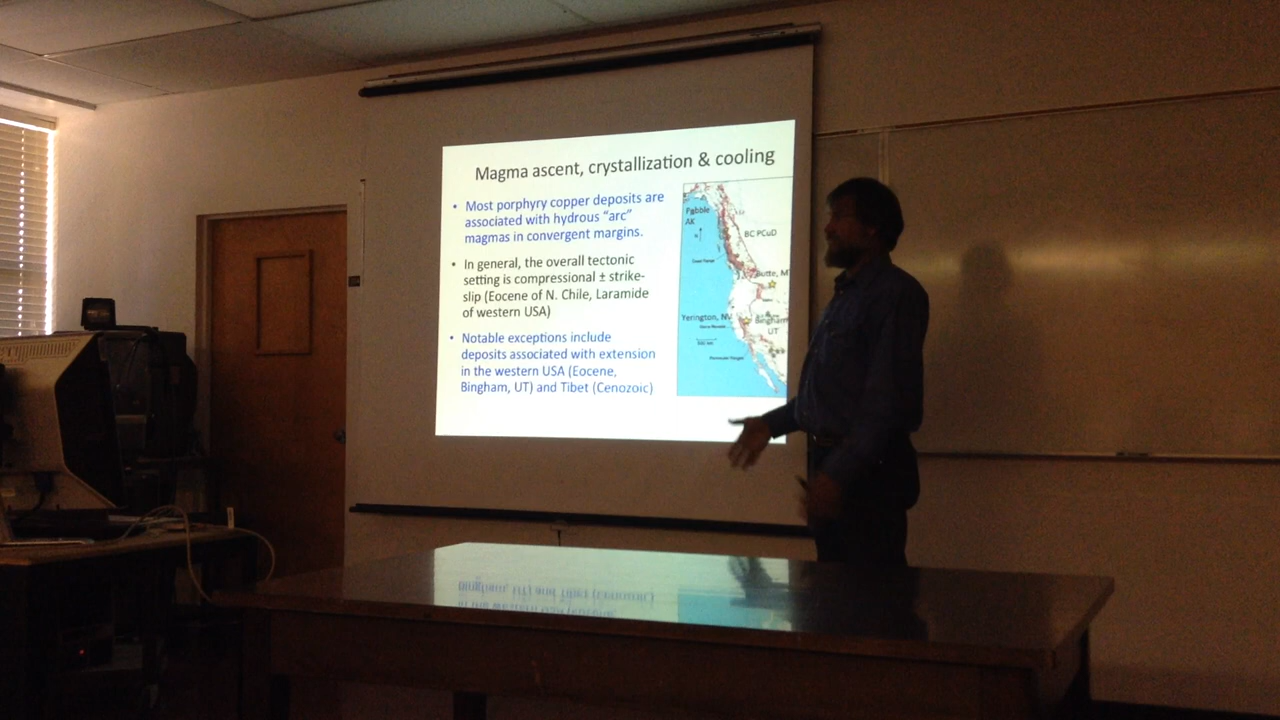 Magma ascent, crystallization & cooling
• Most porphyry copper deposits are
associated with hydrous “arc”
magmas in convergent margins.
• In general, the overall tectonic
setting is compressional ± strike-
slip (Eocene of N. Chile, Laramide
of western USA)
• Notable exceptions include
deposits associated with extension
in the western USA (Eocene,
Bingham, UT) and Tibet (Cenozoic)
Pebble
AK
BC PCuD
Butte, M
Yerington, NV
Bingham
UT